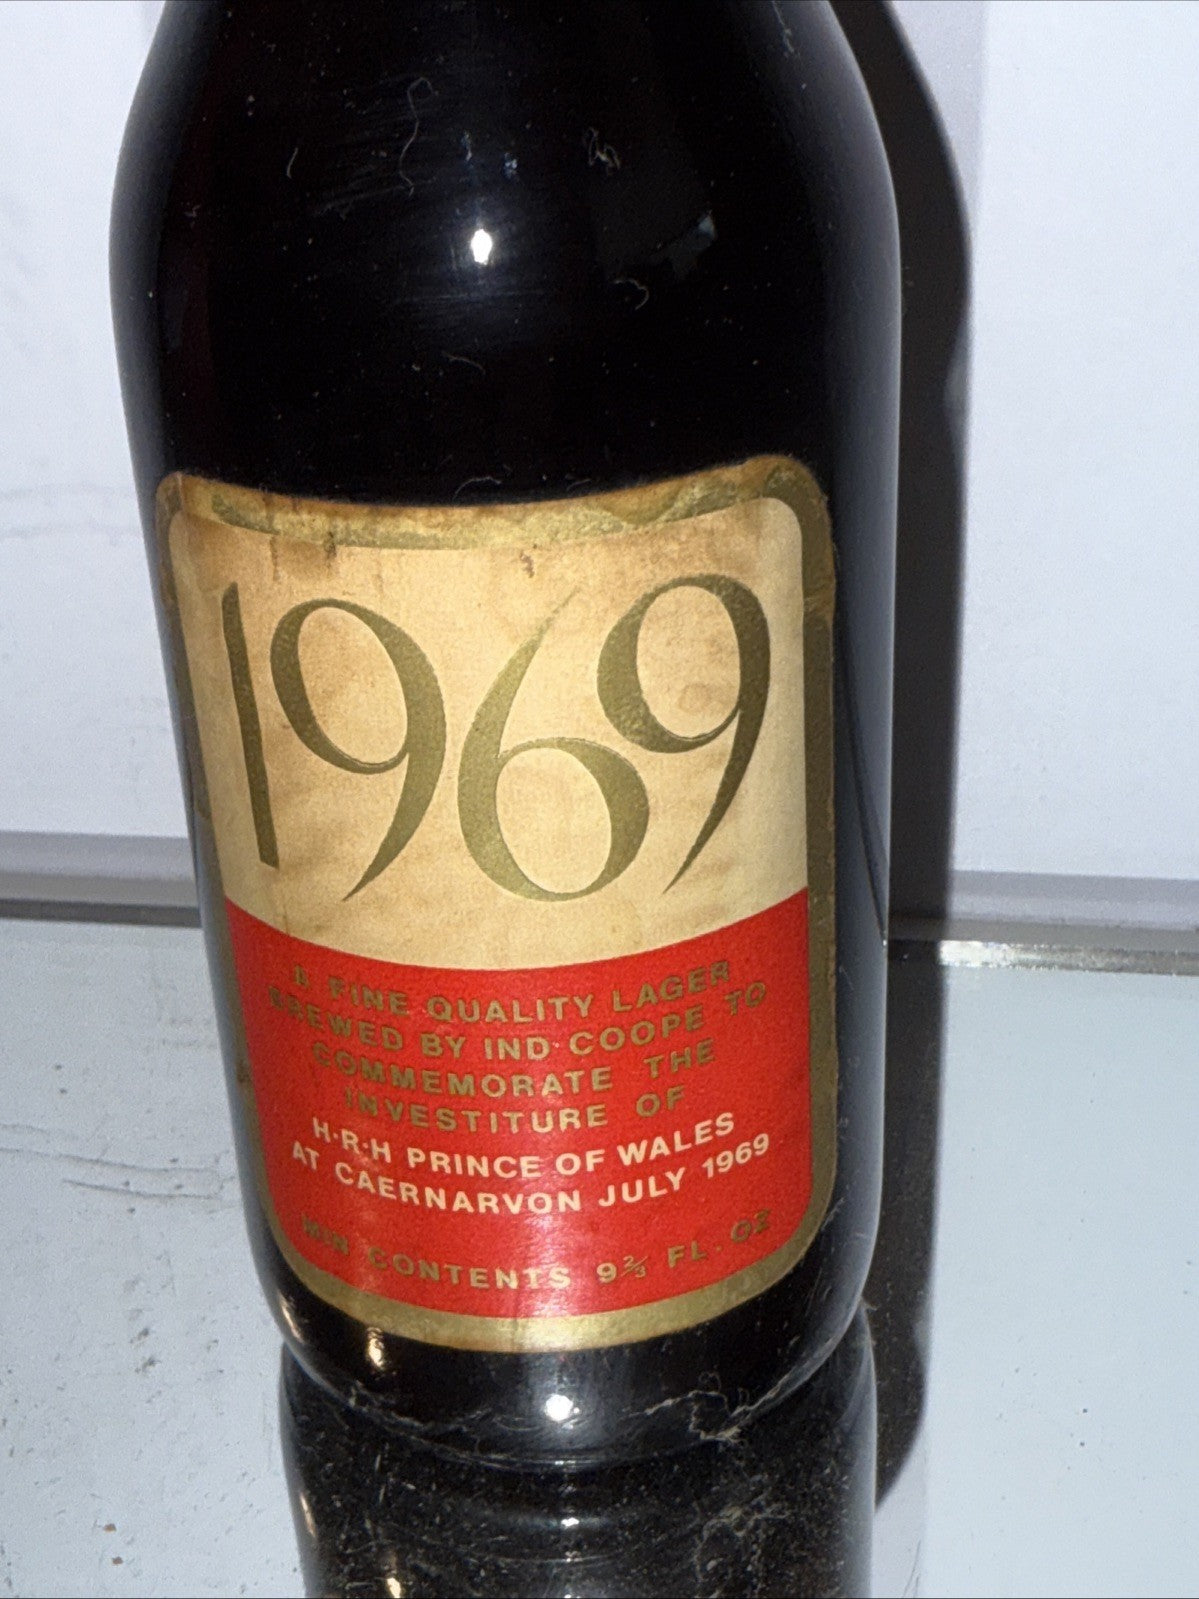 1969
A FINE QUALITY LAGER
BREWED BY IND COOPE TO
COMMEMORATE THE
INVESTITURE OF
H·R·H PRINCE OF WALES
AT CAERNARVON JULY 1969
MIN CONTENTS 9⅔ FL. OZ